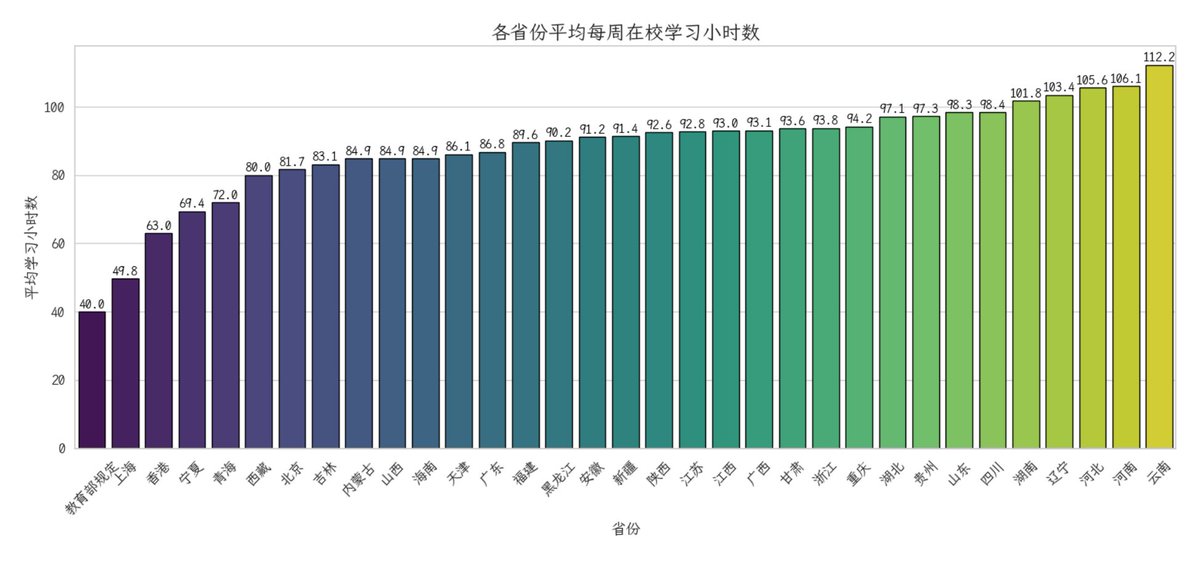 各省份平均每周在校学习小时数
平均学习小时数
100
80
60
40
20
0
40.0
49.8
63.0
69.4
72.0
80.0
81.7
83.1
84.9
84.9
84.9
86.1
86.8
89.6
90.2
91.2
91.4
92.6
92.8
93.0
93.1
93.6
93.8
94.2
97.1
97.3
98.3
98.4
101.8
103.4
105.6
106.1
112.2
教育部规定
上海
香港
宁夏
青海
西藏
北京
吉林
内蒙古
山西
海南
天津
广东
福建
黑龙江
安徽
新疆
陕西
江苏
江西
广西
甘肃
浙江
重庆
湖北
贵州
山东
四川
湖南
辽宁
河北
河南
云南
省份